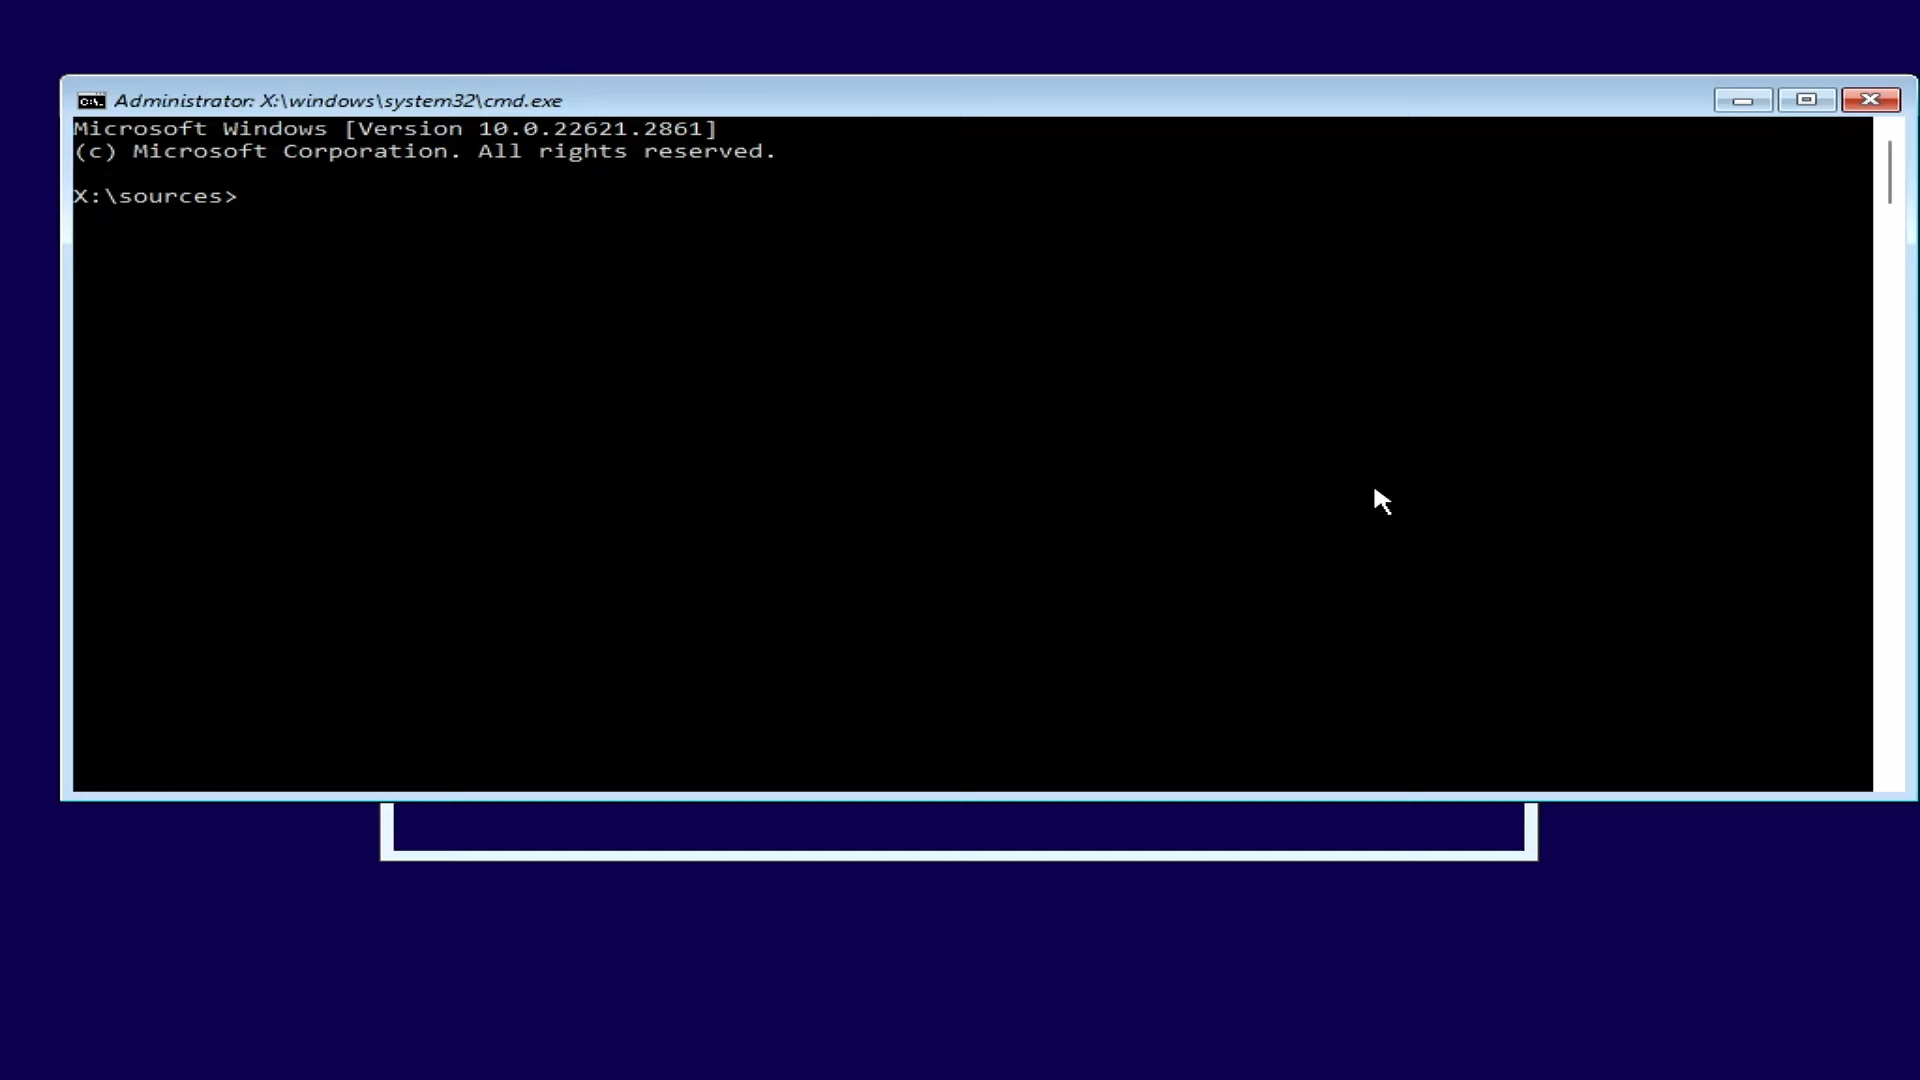 Administrator: X:\windows\system32\cmd.exe
Microsoft Windows [Version 10.0.22621.2861]
(c) Microsoft Corporation. All rights reserved.
X:\sources>